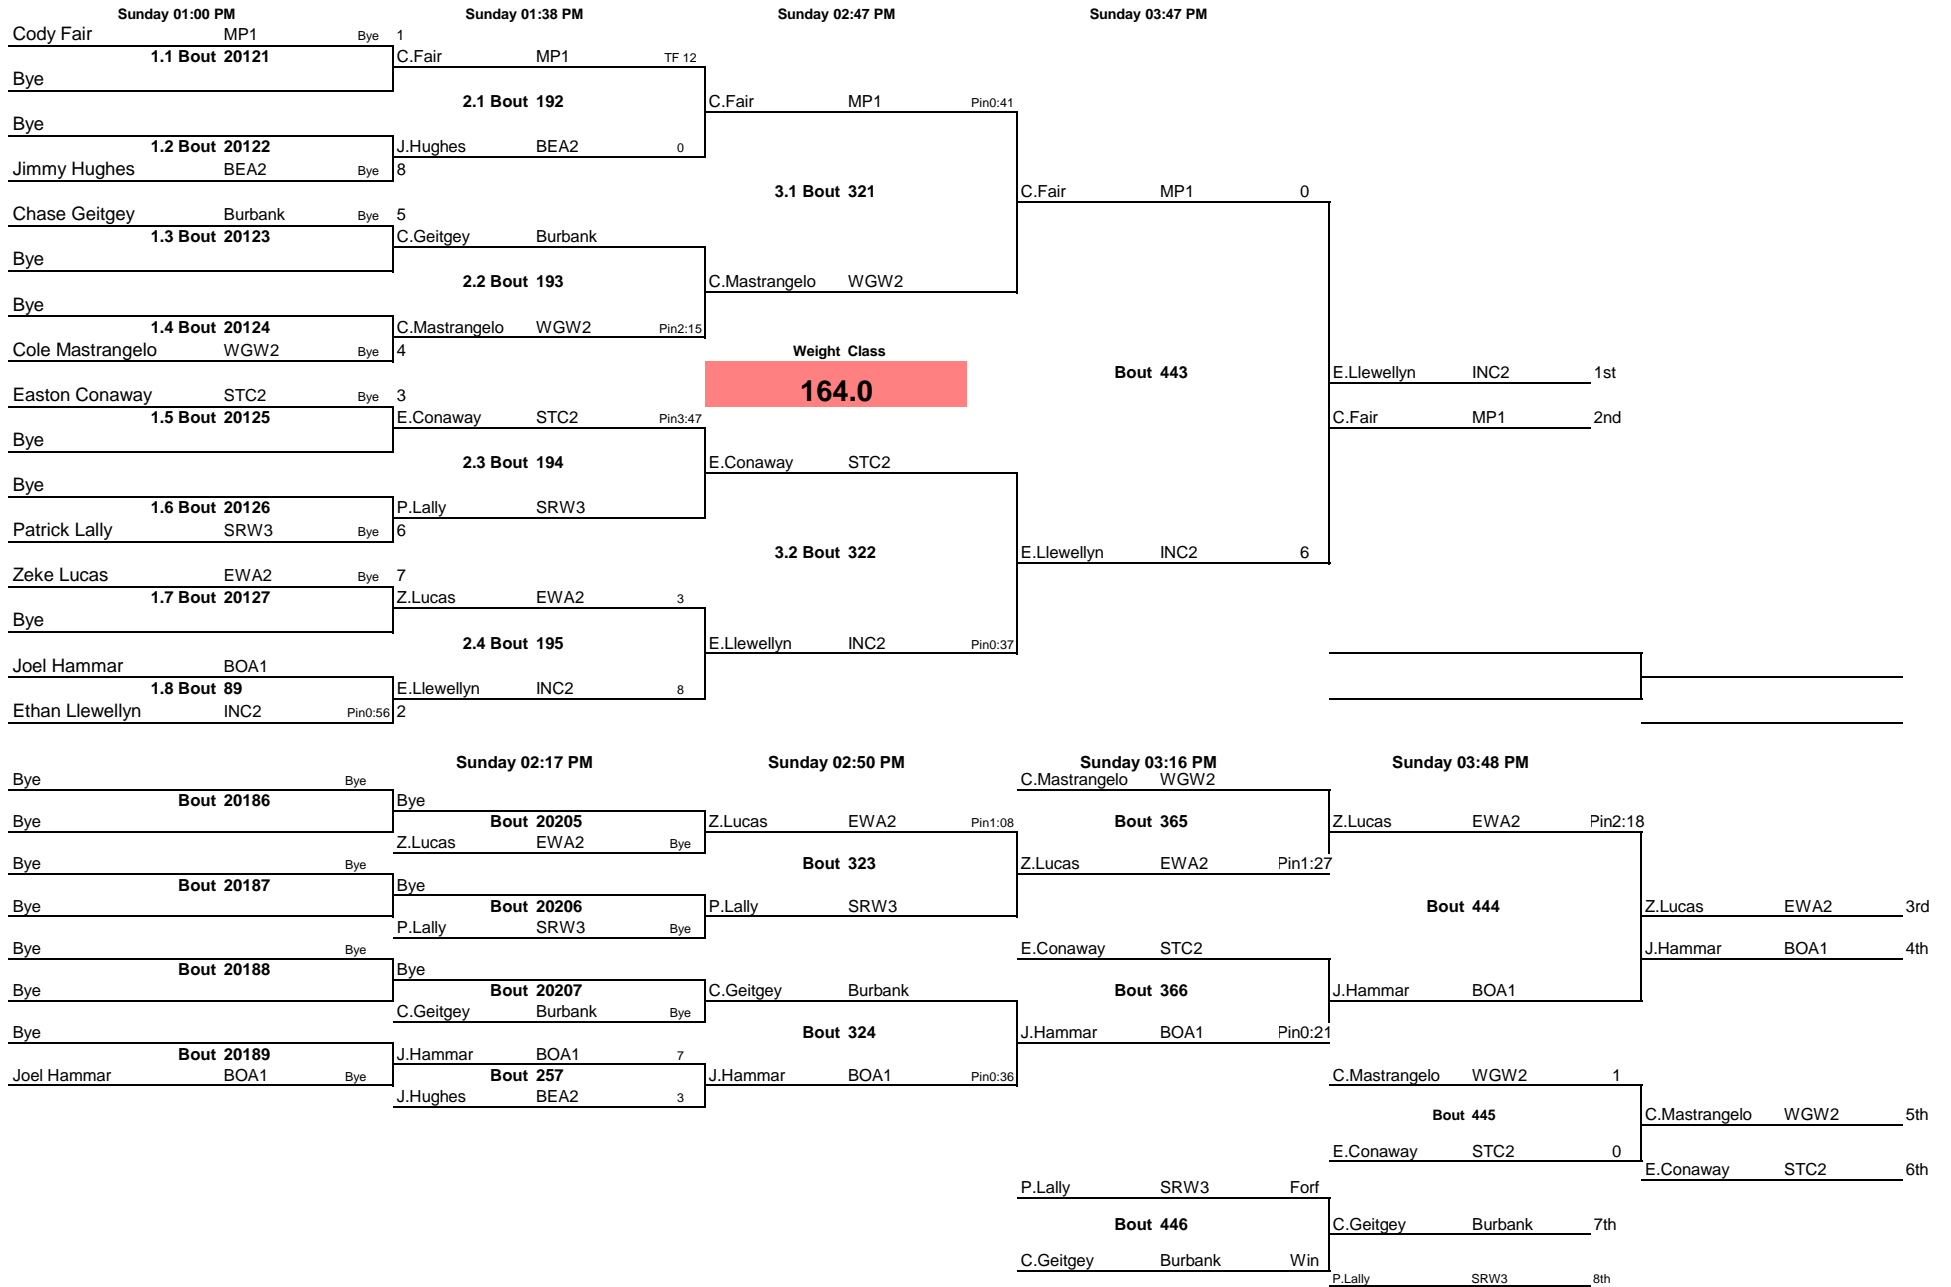 Sunday 01:00 PM Sunday 01:38 PM Sunday 02:47 PM Sunday 03:47 PM
Cody Fair MP1 Bye 1
1.1 Bout 20121 C.Fair MP1 TF 12
Bye
2.1 Bout 192 C.Fair MP1 Pin0:41
Bye
1.2 Bout 20122 J.Hughes BEA2 0
Jimmy Hughes BEA2 Bye 8
3.1 Bout 321 C.Fair MP1 0
Chase Geitgey Burbank Bye 5
1.3 Bout 20123 C.Geitgey Burbank
Bye
2.2 Bout 193 C.Mastrangelo WGW2
Bye
1.4 Bout 20124 C.Mastrangelo WGW2 Pin2:15
Cole Mastrangelo WGW2 Bye 4 Weight Class
Bout 443 E.Llewellyn INC2 1st
Easton Conaway STC2 Bye 3 164.0
1.5 Bout 20125 E.Conaway STC2 Pin3:47 C.Fair MP1 2nd
Bye
2.3 Bout 194 E.Conaway STC2
Bye
1.6 Bout 20126 P.Lally SRW3
Patrick Lally SRW3 Bye 6
3.2 Bout 322 E.Llewellyn INC2 6
Zeke Lucas EWA2 Bye 7
1.7 Bout 20127 Z.Lucas EWA2 3
Bye
2.4 Bout 195 E.Llewellyn INC2 Pin0:37
Joel Hammar BOA1
1.8 Bout 89 E.Llewellyn INC2 8
Ethan Llewellyn INC2 Pin0:56 2
Sunday 02:17 PM Sunday 02:50 PM Sunday 03:16 PM Sunday 03:48 PM
Bye Bye C.Mastrangelo WGW2
Bout 20186 Bye
Bye Bout 20205 Z.Lucas EWA2 Pin1:08 Bout 365 Z.Lucas EWA2 Pin2:18
Z.Lucas EWA2 Bye
Bye Bye Bout 323 Z.Lucas EWA2 Pin1:27
Bout 20187 Bye
Bye Bout 20206 P.Lally SRW3 Bout 444 Z.Lucas EWA2 3rd
P.Lally SRW3 Bye
Bye Bye E.Conaway STC2 J.Hammar BOA1 4th
Bout 20188 Bye
Bye Bout 20207 C.Geitgey Burbank Bout 366 J.Hammar BOA1
C.Geitgey Burbank Bye
Bye Bout 324 J.Hammar BOA1 Pin0:21
Bout 20189 J.Hammar BOA1 7
Joel Hammar BOA1 Bye Bout 257 J.Hammar BOA1 Pin0:36 C.Mastrangelo WGW2 1
J.Hughes BEA2 3
Bout 445 C.Mastrangelo WGW2 5th
E.Conaway STC2 0
E.Conaway STC2 6th
P.Lally SRW3 Forf
Bout 446 C.Geitgey Burbank 7th
C.Geitgey Burbank Win
P.Lally SRW3 8th